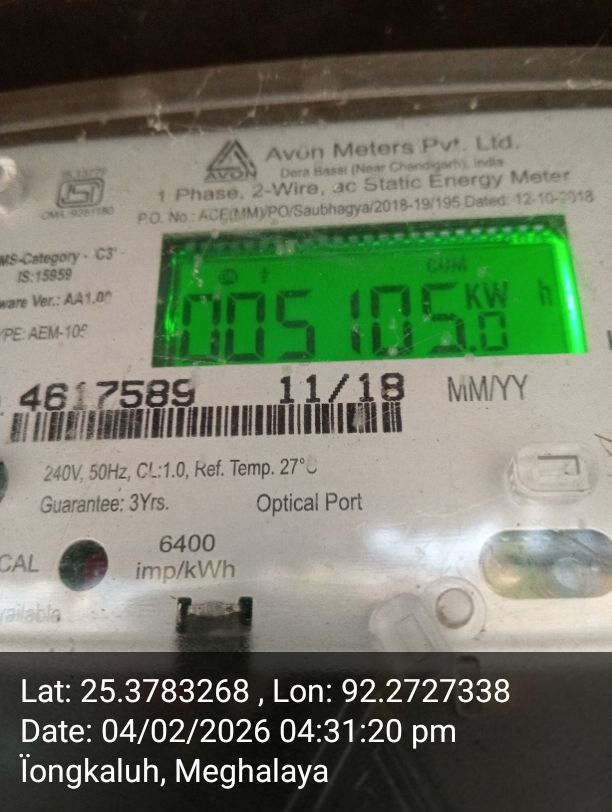 Avon Meters Pvt. Ltd.
AVON
Dera Bassi (Near Chandigarh), India
1 Phase, 2-Wire, ac Static Energy Meter
P.O. No.: ACE(MM)/PO/Saubhagya/2018-19/195 Dated: 12-10-2018
IS 13779
CM/L 9281180
MS-Category - 'C3'
IS:15959
ware Ver.: AA1.00
YPE: AEM-10
CUM
005105.0 KW h
4617589 11/18 MM/YY
240V, 50Hz, CL:1.0, Ref. Temp. 27°C
Guarantee: 3Yrs. Optical Port
CAL 6400
imp/kWh
vailable
Lat: 25.3783268 , Lon: 92.2727338
Date: 04/02/2026 04:31:20 pm
Ïongkaluh, Meghalaya